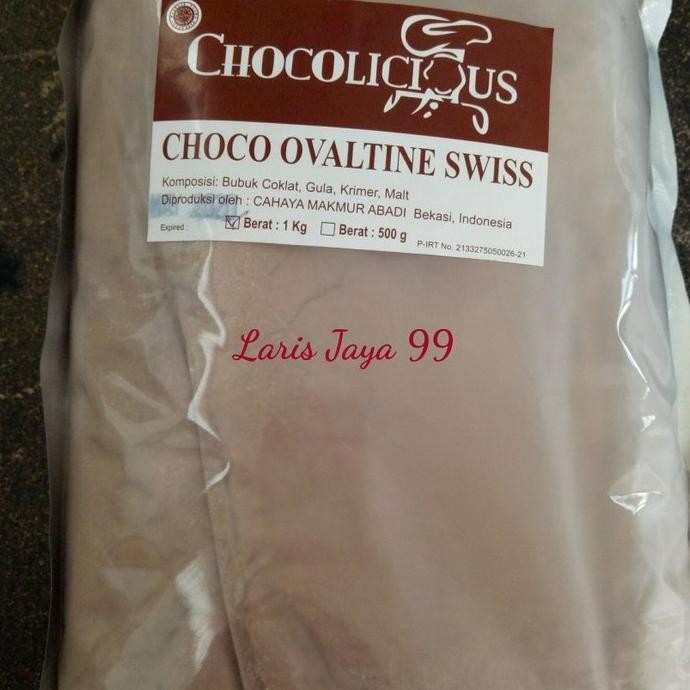 CHOCOLICIOUS
CHOCO OVALTINE SWISS
Komposisi: Bubuk Coklat, Gula, Krimer, Malt
Diproduksi oleh : CAHAYA MAKMUR ABADI Bekasi, Indonesia
Expired : Berat : 1 Kg Berat : 500 g
P-IRT No. 2133275050026-21
Laris Jaya 99